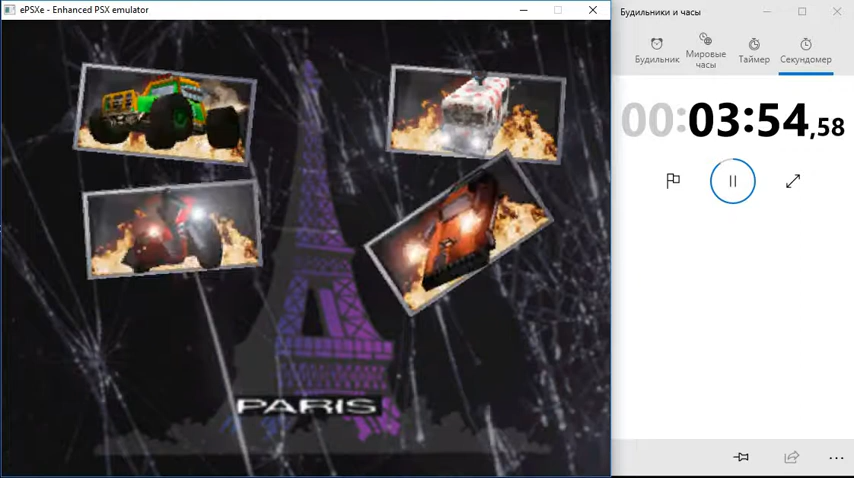 ePSXe - Enhanced PSX emulator
PARIS
Будильники и часы
Будильник
Мировые
часы
Таймер
Секундомер
00:03:54,58